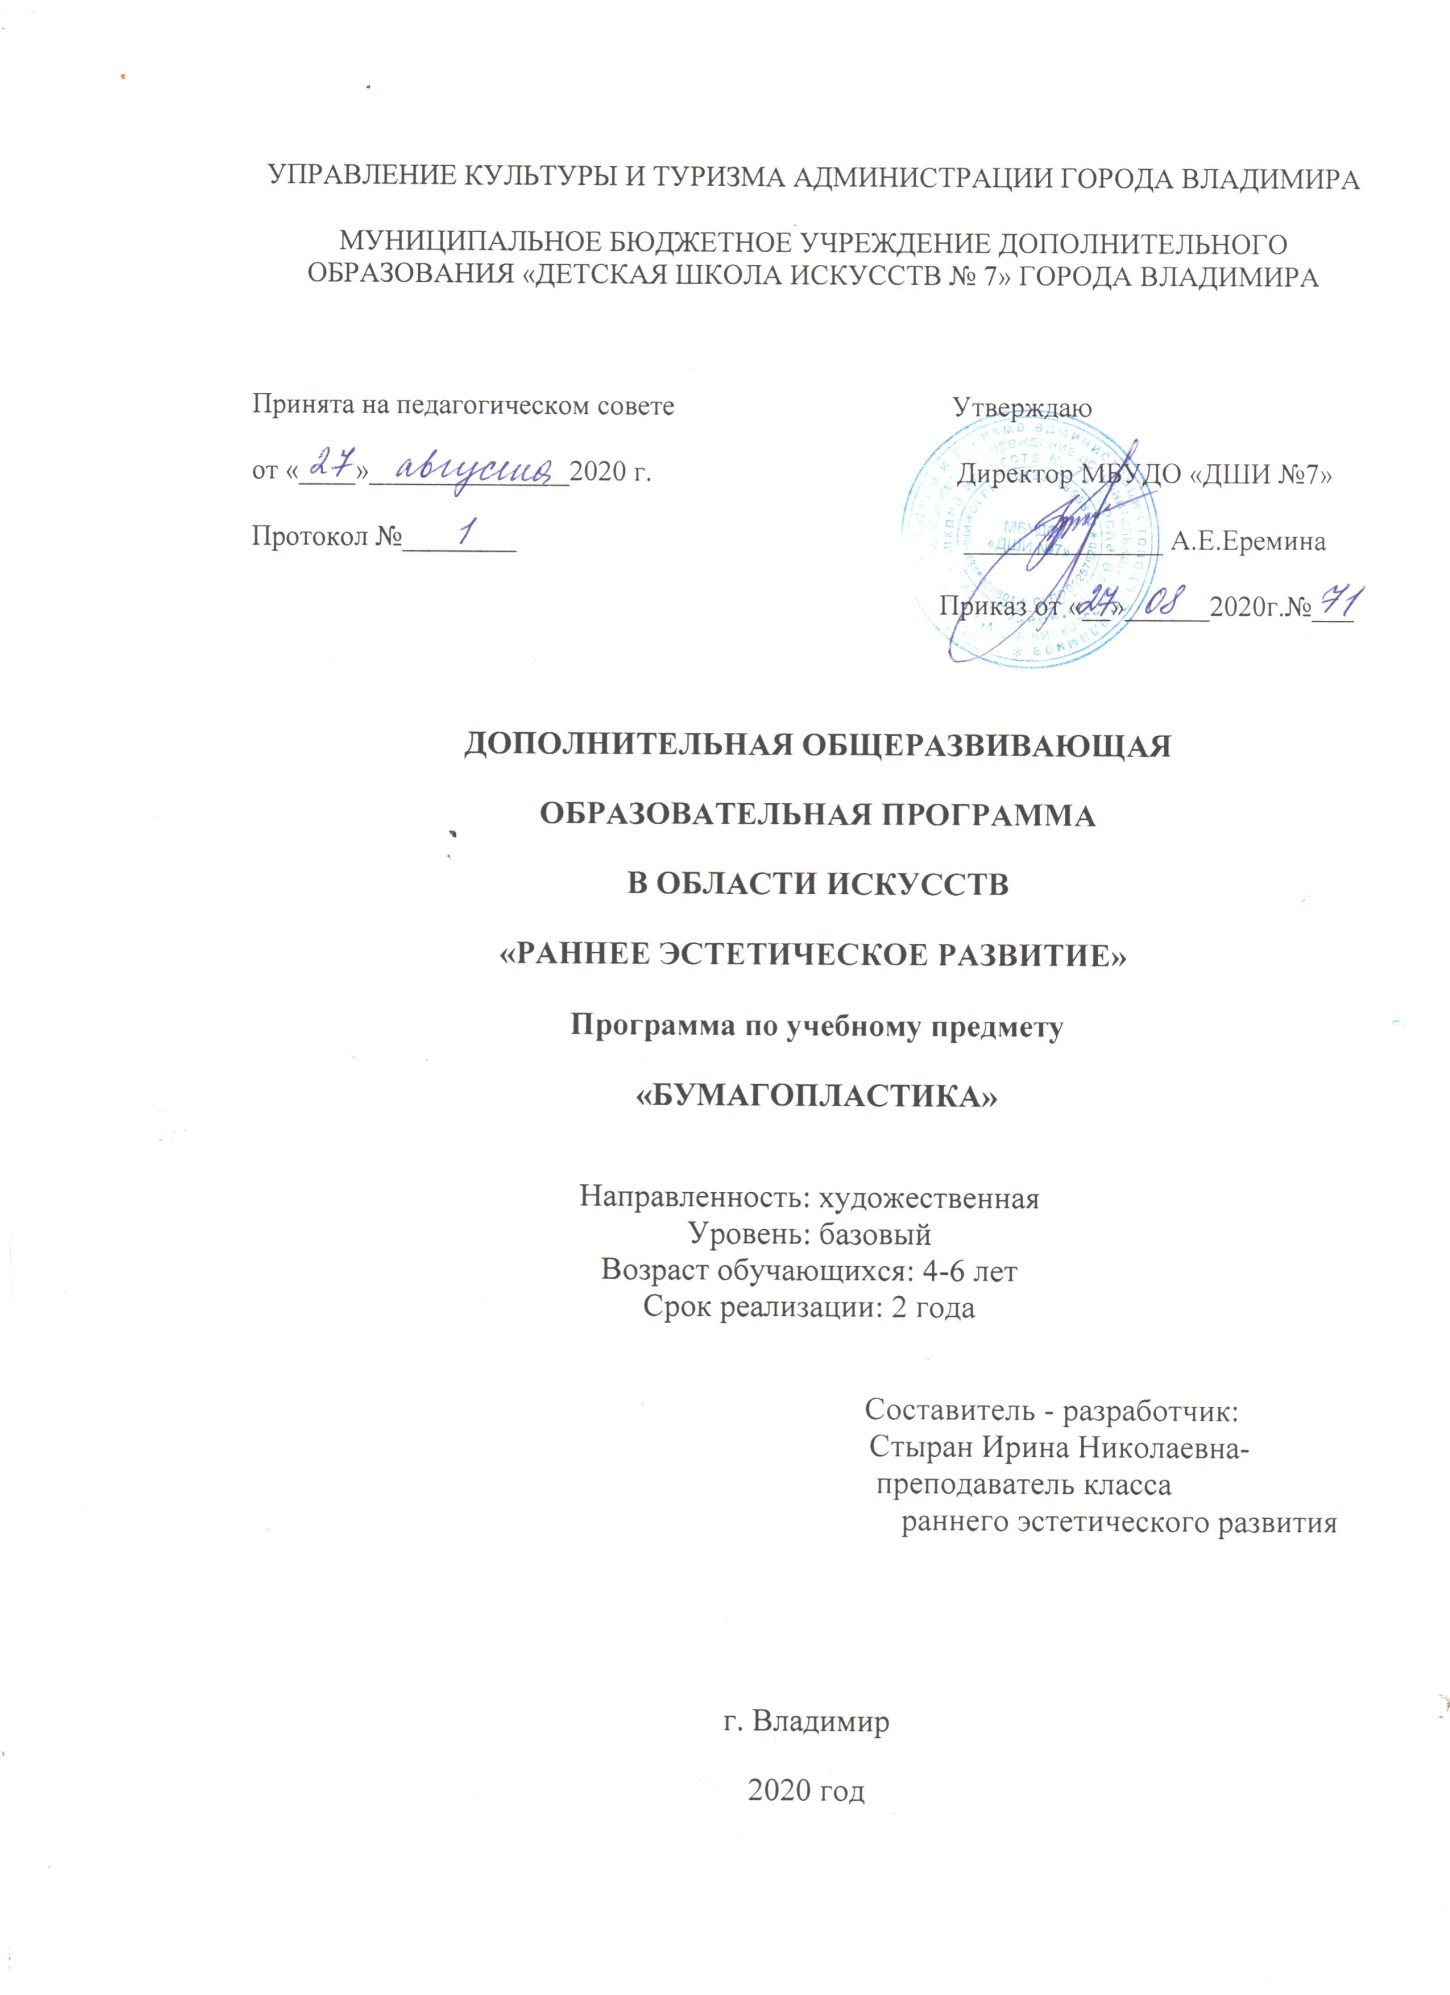 УПРАВЛЕНИЕ КУЛЬТУРЫ И ТУРИЗМА АДМИНИСТРАЦИИ ГОРОДА ВЛАДИМИРА
МУНИЦИПАЛЬНОЕ БЮДЖЕТНОЕ УЧРЕЖДЕНИЕ ДОПОЛНИТЕЛЬНОГО
ОБРАЗОВАНИЯ «ДЕТСКАЯ ШКОЛА ИСКУССТВ № 7» ГОРОДА ВЛАДИМИРА
Принята на педагогическом совете Утверждаю
от «27» августа 2020 г. Директор МБУДО «ДШИ №7»
Протокол № 1 А.Е.Еремина
Приказ от «27» 08 2020г.№ 71
МБУДО
«ДШИ №7»
ДОПОЛНИТЕЛЬНАЯ ОБЩЕРАЗВИВАЮЩАЯ
ОБРАЗОВАТЕЛЬНАЯ ПРОГРАММА
В ОБЛАСТИ ИСКУССТВ
«РАННЕЕ ЭСТЕТИЧЕСКОЕ РАЗВИТИЕ»
Программа по учебному предмету
«БУМАГОПЛАСТИКА»
Направленность: художественная
Уровень: базовый
Возраст обучающихся: 4-6 лет
Срок реализации: 2 года
Составитель - разработчик:
Стыран Ирина Николаевна-
преподаватель класса
раннего эстетического развития
г. Владимир
2020 год